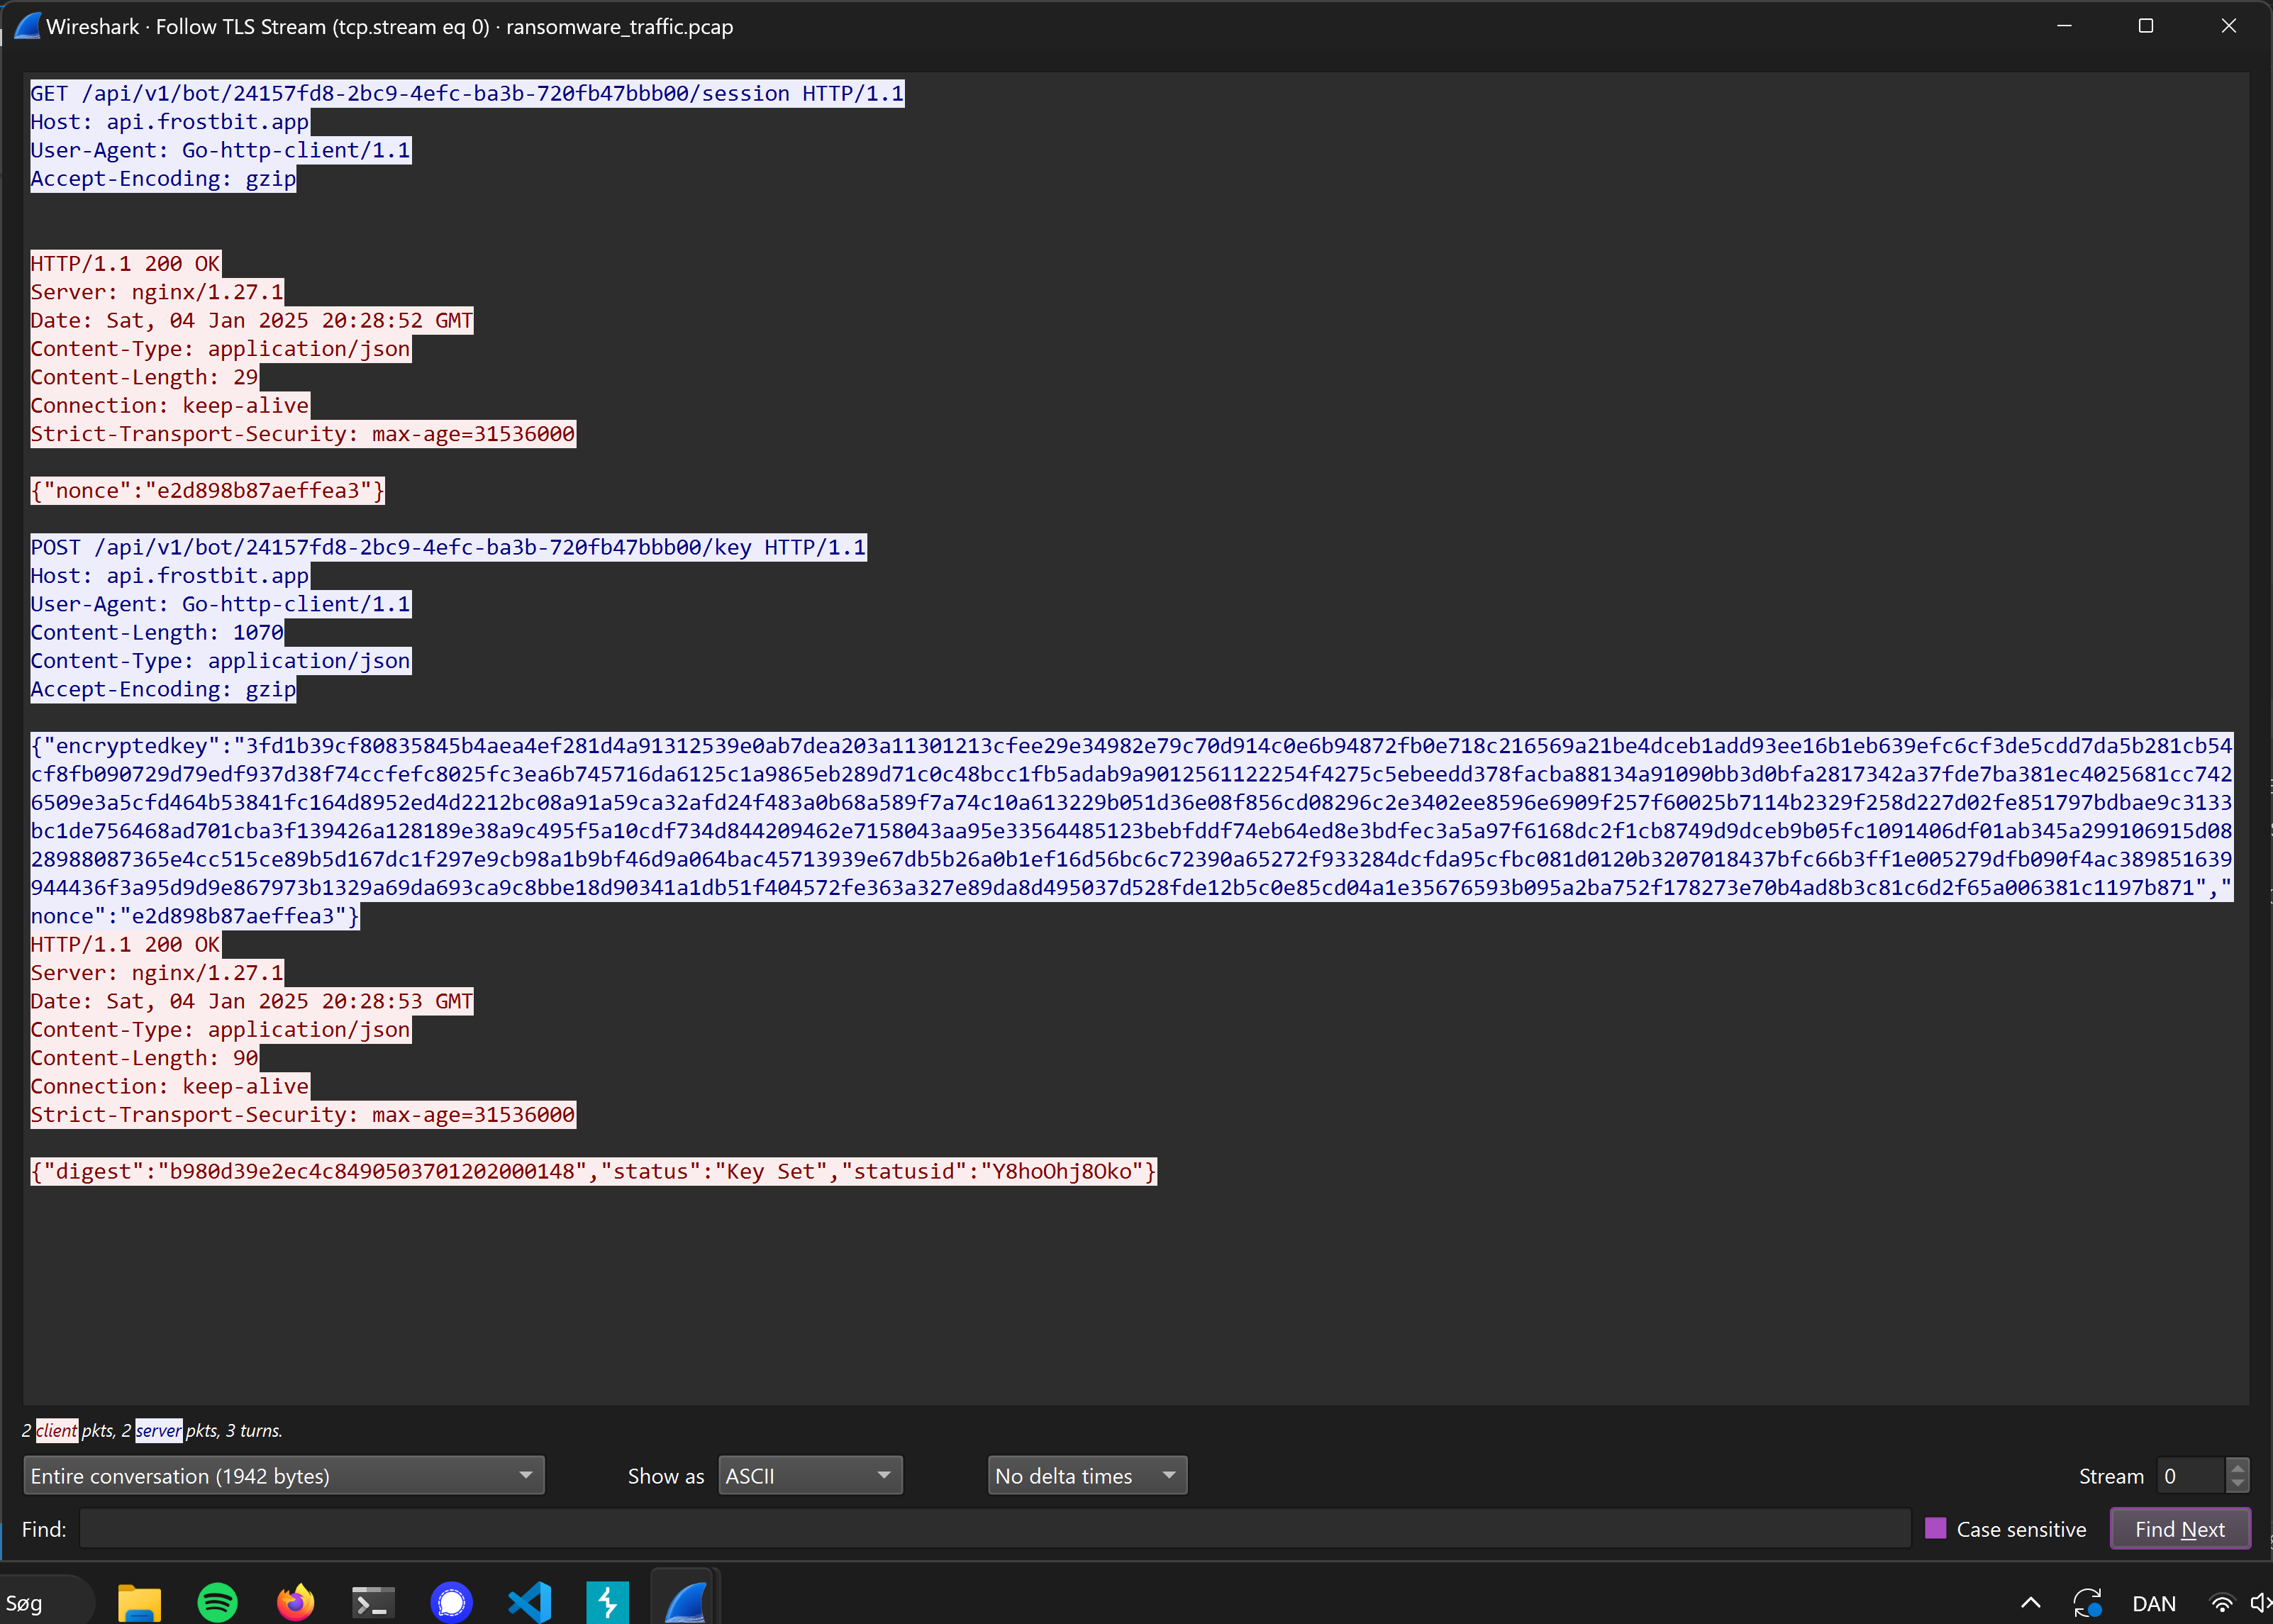 Wireshark · Follow TLS Stream (tcp.stream eq 0) · ransomware_traffic.pcap
GET /api/v1/bot/24157fd8-2bc9-4efc-ba3b-720fb47bbb00/session HTTP/1.1
Host: api.frostbit.app
User-Agent: Go-http-client/1.1
Accept-Encoding: gzip
HTTP/1.1 200 OK
Server: nginx/1.27.1
Date: Sat, 04 Jan 2025 20:28:52 GMT
Content-Type: application/json
Content-Length: 29
Connection: keep-alive
Strict-Transport-Security: max-age=31536000
{"nonce":"e2d898b87aeffea3"}
POST /api/v1/bot/24157fd8-2bc9-4efc-ba3b-720fb47bbb00/key HTTP/1.1
Host: api.frostbit.app
User-Agent: Go-http-client/1.1
Content-Length: 1070
Content-Type: application/json
Accept-Encoding: gzip
{"encryptedkey":"3fd1b39cf80835845b4aea4ef281d4a91312539e0ab7dea203a11301213cfee29e34982e79c70d914c0e6b94872fb0e718c216569a21be4dceb1add93ee16b1eb639efc6cf3de5cdd7da5b281cb54
cf8fb090729d79edf937d38f74ccfefc8025fc3ea6b745716da6125c1a9865eb289d71c0c48bcc1fb5adab9a9012561122254f4275c5ebeedd378facba88134a91090bb3d0bfa2817342a37fde7ba381ec4025681cc742
6509e3a5cfd464b53841fc164d8952ed4d2212bc08a91a59ca32afd24f483a0b68a589f7a74c10a613229b051d36e08f856cd08296c2e3402ee8596e6909f257f60025b7114b2329f258d227d02fe851797bdbae9c3133
bc1de756468ad701cba3f139426a128189e38a9c495f5a10cdf734d844209462e7158043aa95e33564485123bebfddf74eb64ed8e3bdfec3a5a97f6168dc2f1cb8749d9dceb9b05fc1091406df01ab345a299106915d08
28988087365e4cc515ce89b5d167dc1f297e9cb98a1b9bf46d9a064bac45713939e67db5b26a0b1ef16d56bc6c72390a65272f933284dcfda95cfbc081d0120b3207018437bfc66b3ff1e005279dfb090f4ac389851639
944436f3a95d9d9e867973b1329a69da693ca9c8bbe18d90341a1db51f404572fe363a327e89da8d495037d528fde12b5c0e85cd04a1e35676593b095a2ba752f178273e70b4ad8b3c81c6d2f65a006381c1197b871","
nonce":"e2d898b87aeffea3"}
HTTP/1.1 200 OK
Server: nginx/1.27.1
Date: Sat, 04 Jan 2025 20:28:53 GMT
Content-Type: application/json
Content-Length: 90
Connection: keep-alive
Strict-Transport-Security: max-age=31536000
{"digest":"b980d39e2ec4c8490503701202000148","status":"Key Set","statusid":"Y8hoOhj8Oko"}
2 client pkts, 2 server pkts, 3 turns.
Entire conversation (1942 bytes) Show as ASCII No delta times Stream 0
Find: Case sensitive Find Next
Søg DAN